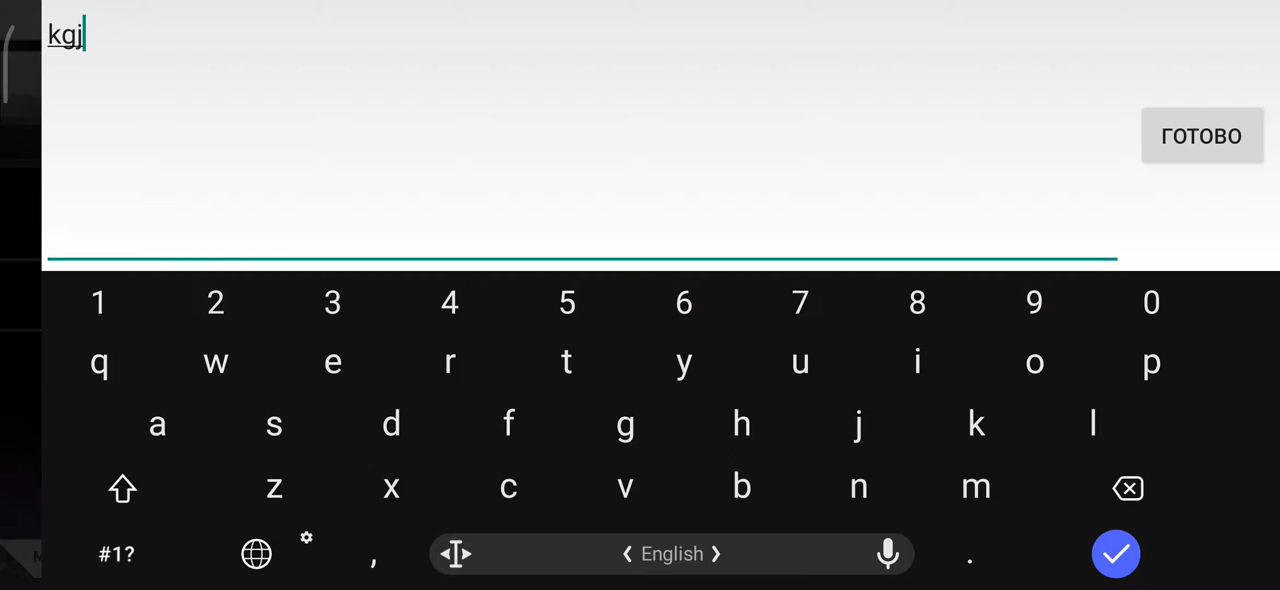 kgj
ГОТОВО
1 2 3 4 5 6 7 8 9 0
q w e r t y u i o p
a s d f g h j k l
z x c v b n m
#1? , ❮ English ❯ .